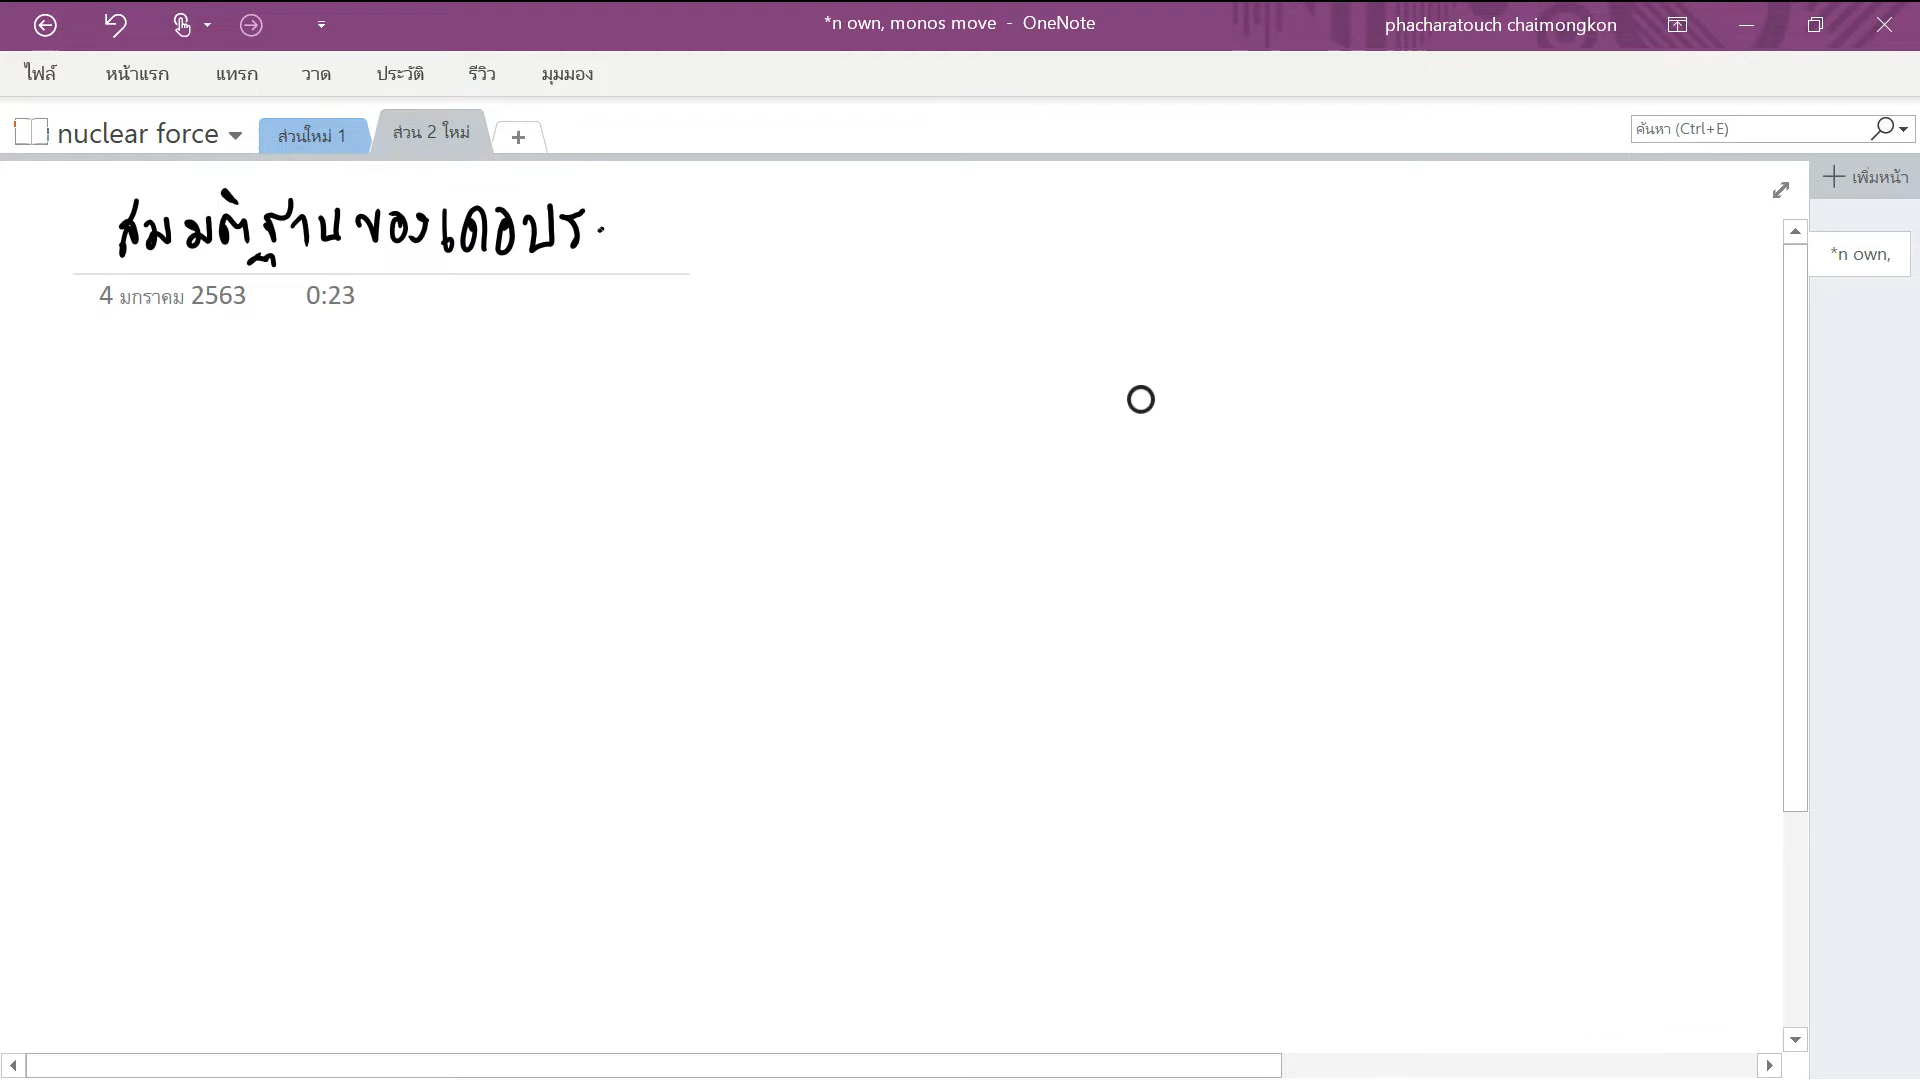 *n own, monos move - OneNote
phacharatouch chaimongkon
ไฟล์ หน้าแรก แทรก วาด ประวัติ รีวิว มุมมอง
nuclear force
ส่วนใหม่ 1
ส่วน 2 ใหม่
ค้นหา (Ctrl+E)
เพิ่มหน้า
*n own,
สมมติฐานของเดอบร
4 มกราคม 2563 0:23